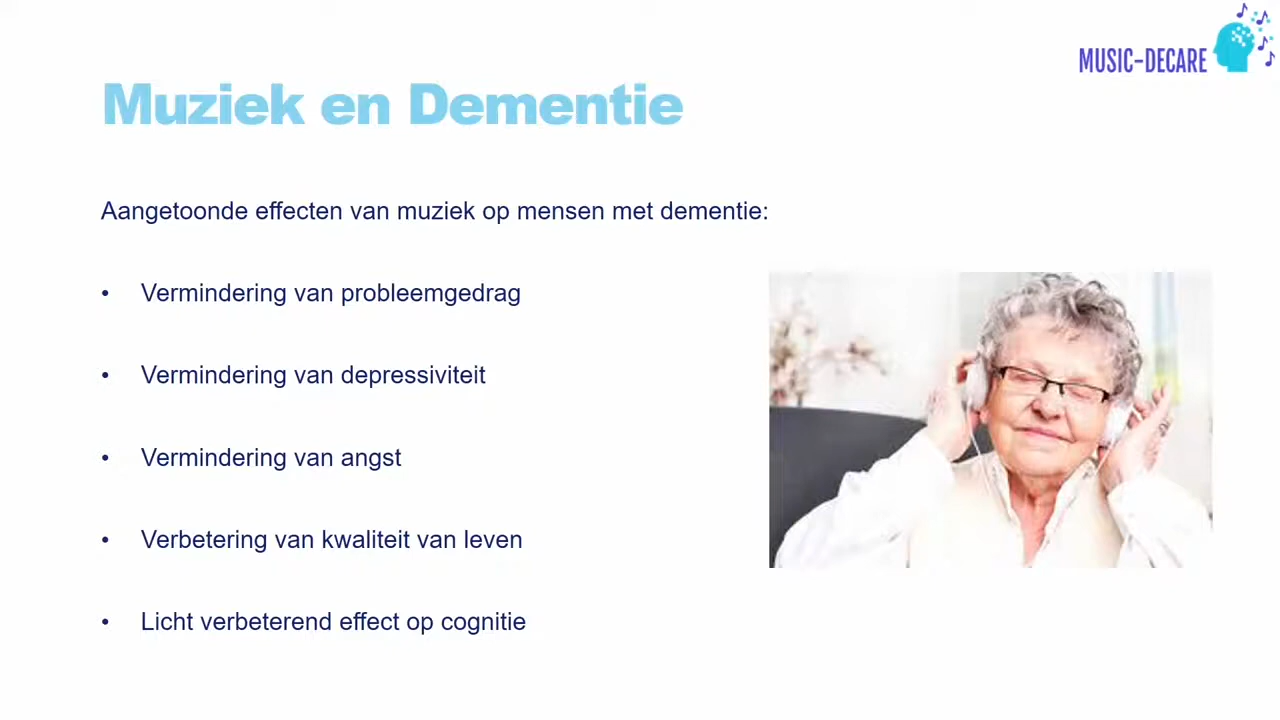 MUSIC-DECARE
Muziek en Dementie
Aangetoonde effecten van muziek op mensen met dementie:
• Vermindering van probleemgedrag
• Vermindering van depressiviteit
• Vermindering van angst
• Verbetering van kwaliteit van leven
• Licht verbeterend effect op cognitie